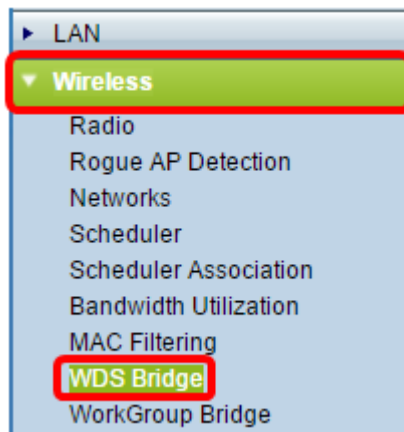 LAN
Wireless
Radio
Rogue AP Detection
Networks
Scheduler
Scheduler Association
Bandwidth Utilization
MAC Filtering
WDS Bridge
WorkGroup Bridge